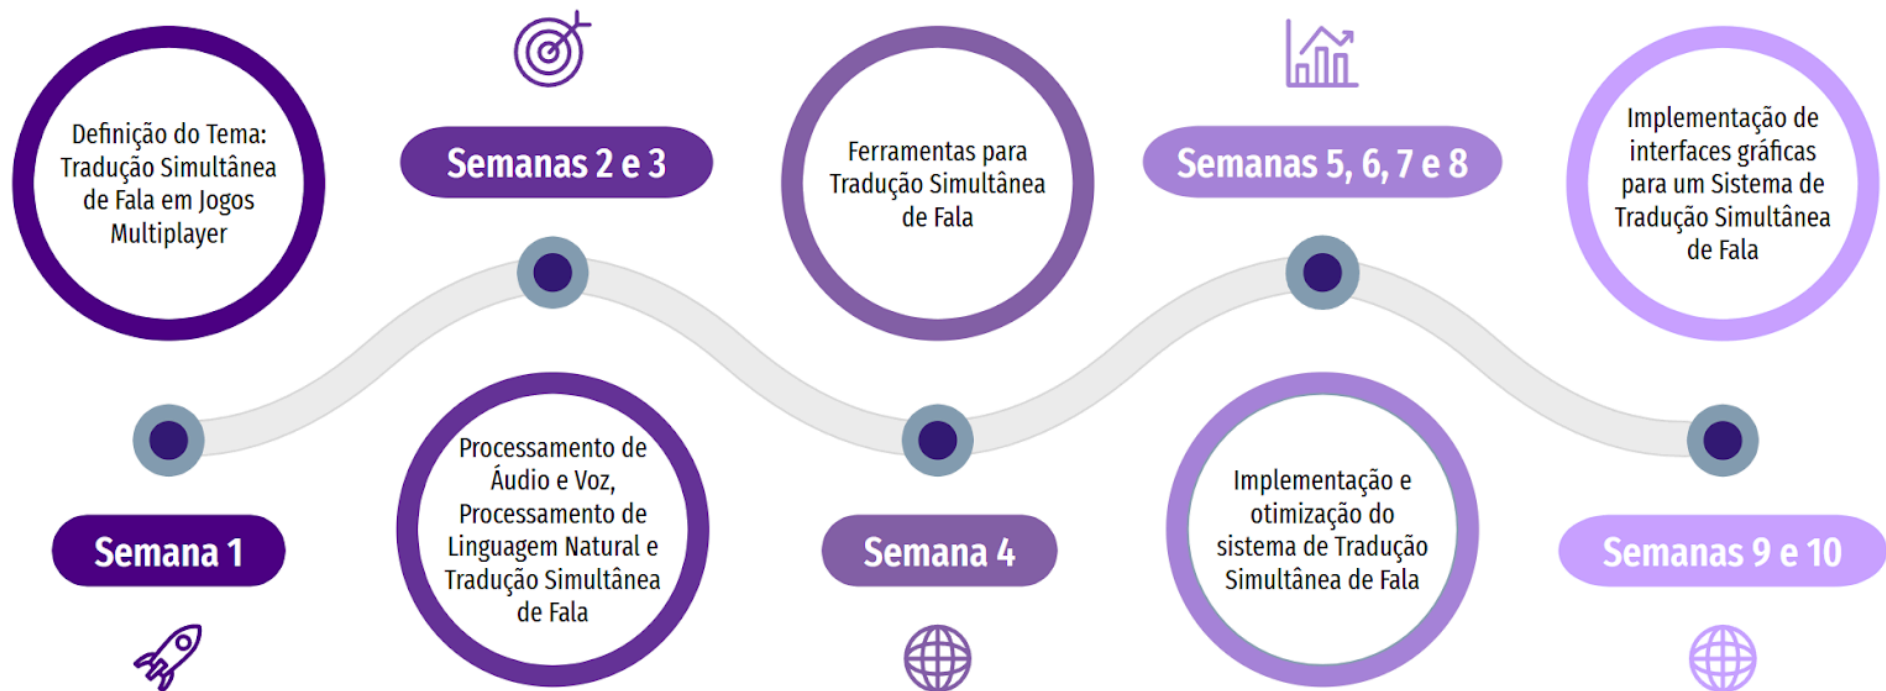 Definição do Tema:
Tradução Simultânea
de Fala em Jogos
Multiplayer
Semana 1
Semanas 2 e 3
Processamento de
Áudio e Voz,
Processamento de
Linguagem Natural e
Tradução Simultânea
de Fala
Ferramentas para
Tradução Simultânea
de Fala
Semana 4
Semanas 5, 6, 7 e 8
Implementação e
otimização do
sistema de Tradução
Simultânea de Fala
Implementação de
interfaces gráficas
para um Sistema de
Tradução Simultânea
de Fala
Semanas 9 e 10